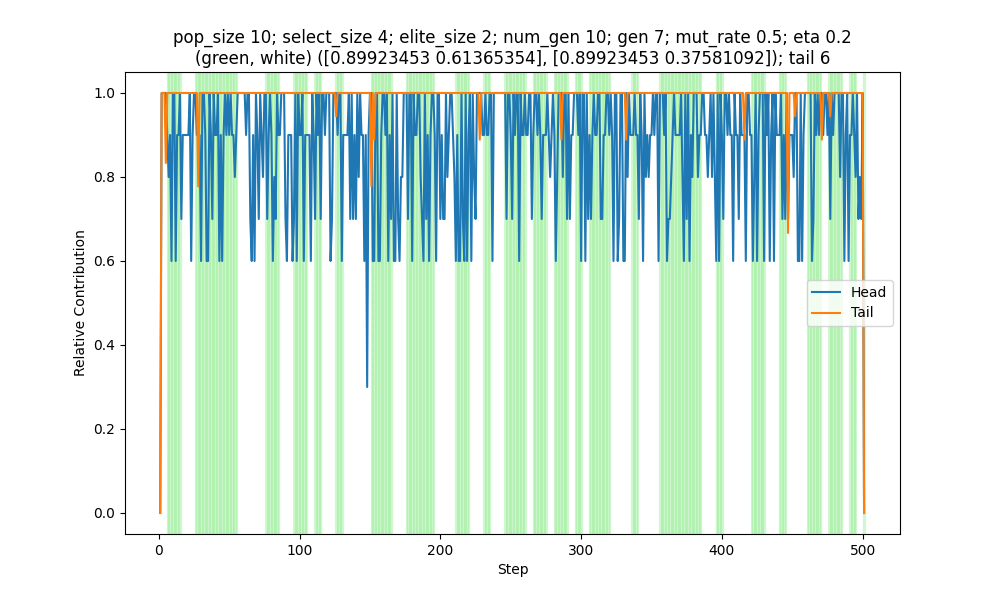 pop_size 10; select_size 4; elite_size 2; num_gen 10; gen 7; mut_rate 0.5; eta 0.2
(green, white) ([0.89923453 0.61365354], [0.89923453 0.37581092]); tail 6
1.0
0.8
0.6
0.4
0.2
0.0
Relative Contribution
Head
Tail
0
100
200
300
400
500
Step